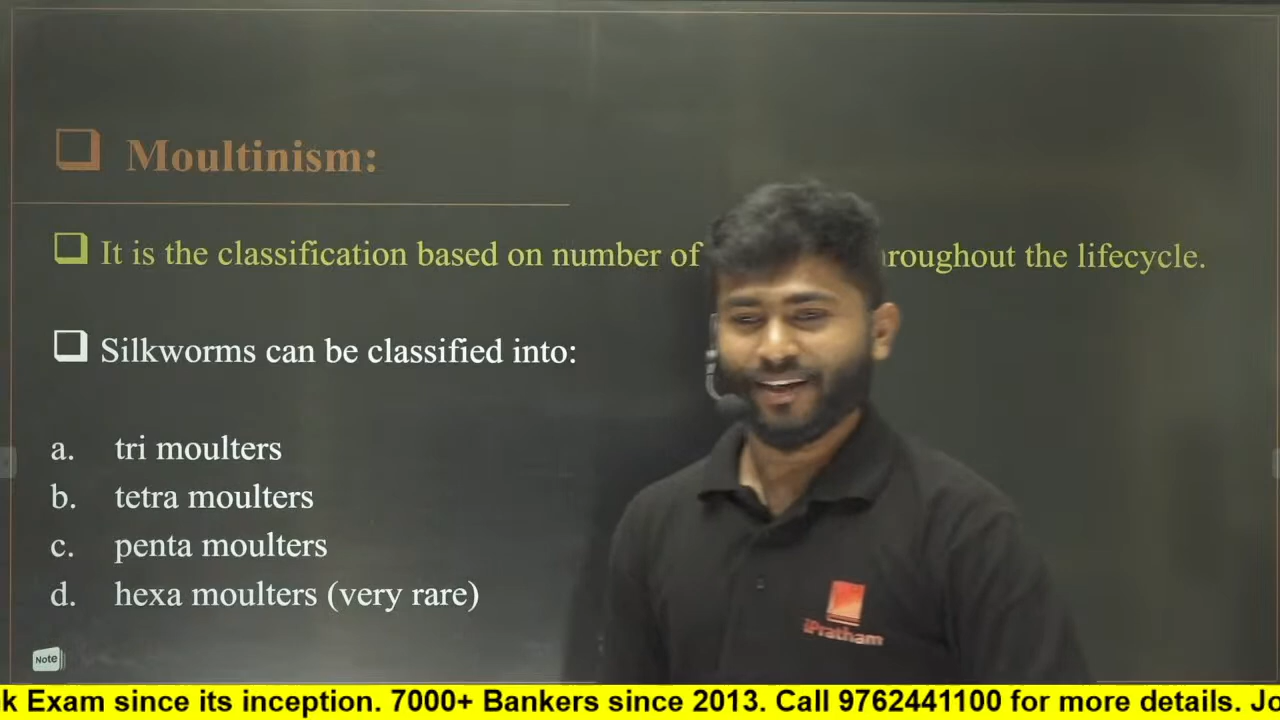 Moultinism:
It is the classification based on number of roughout the lifecycle.
Silkworms can be classified into:
a. tri moulters
b. tetra moulters
c. penta moulters
d. hexa moulters (very rare)
iPratham
Note
k Exam since its inception. 7000+ Bankers since 2013. Call 9762441100 for more details. Jo